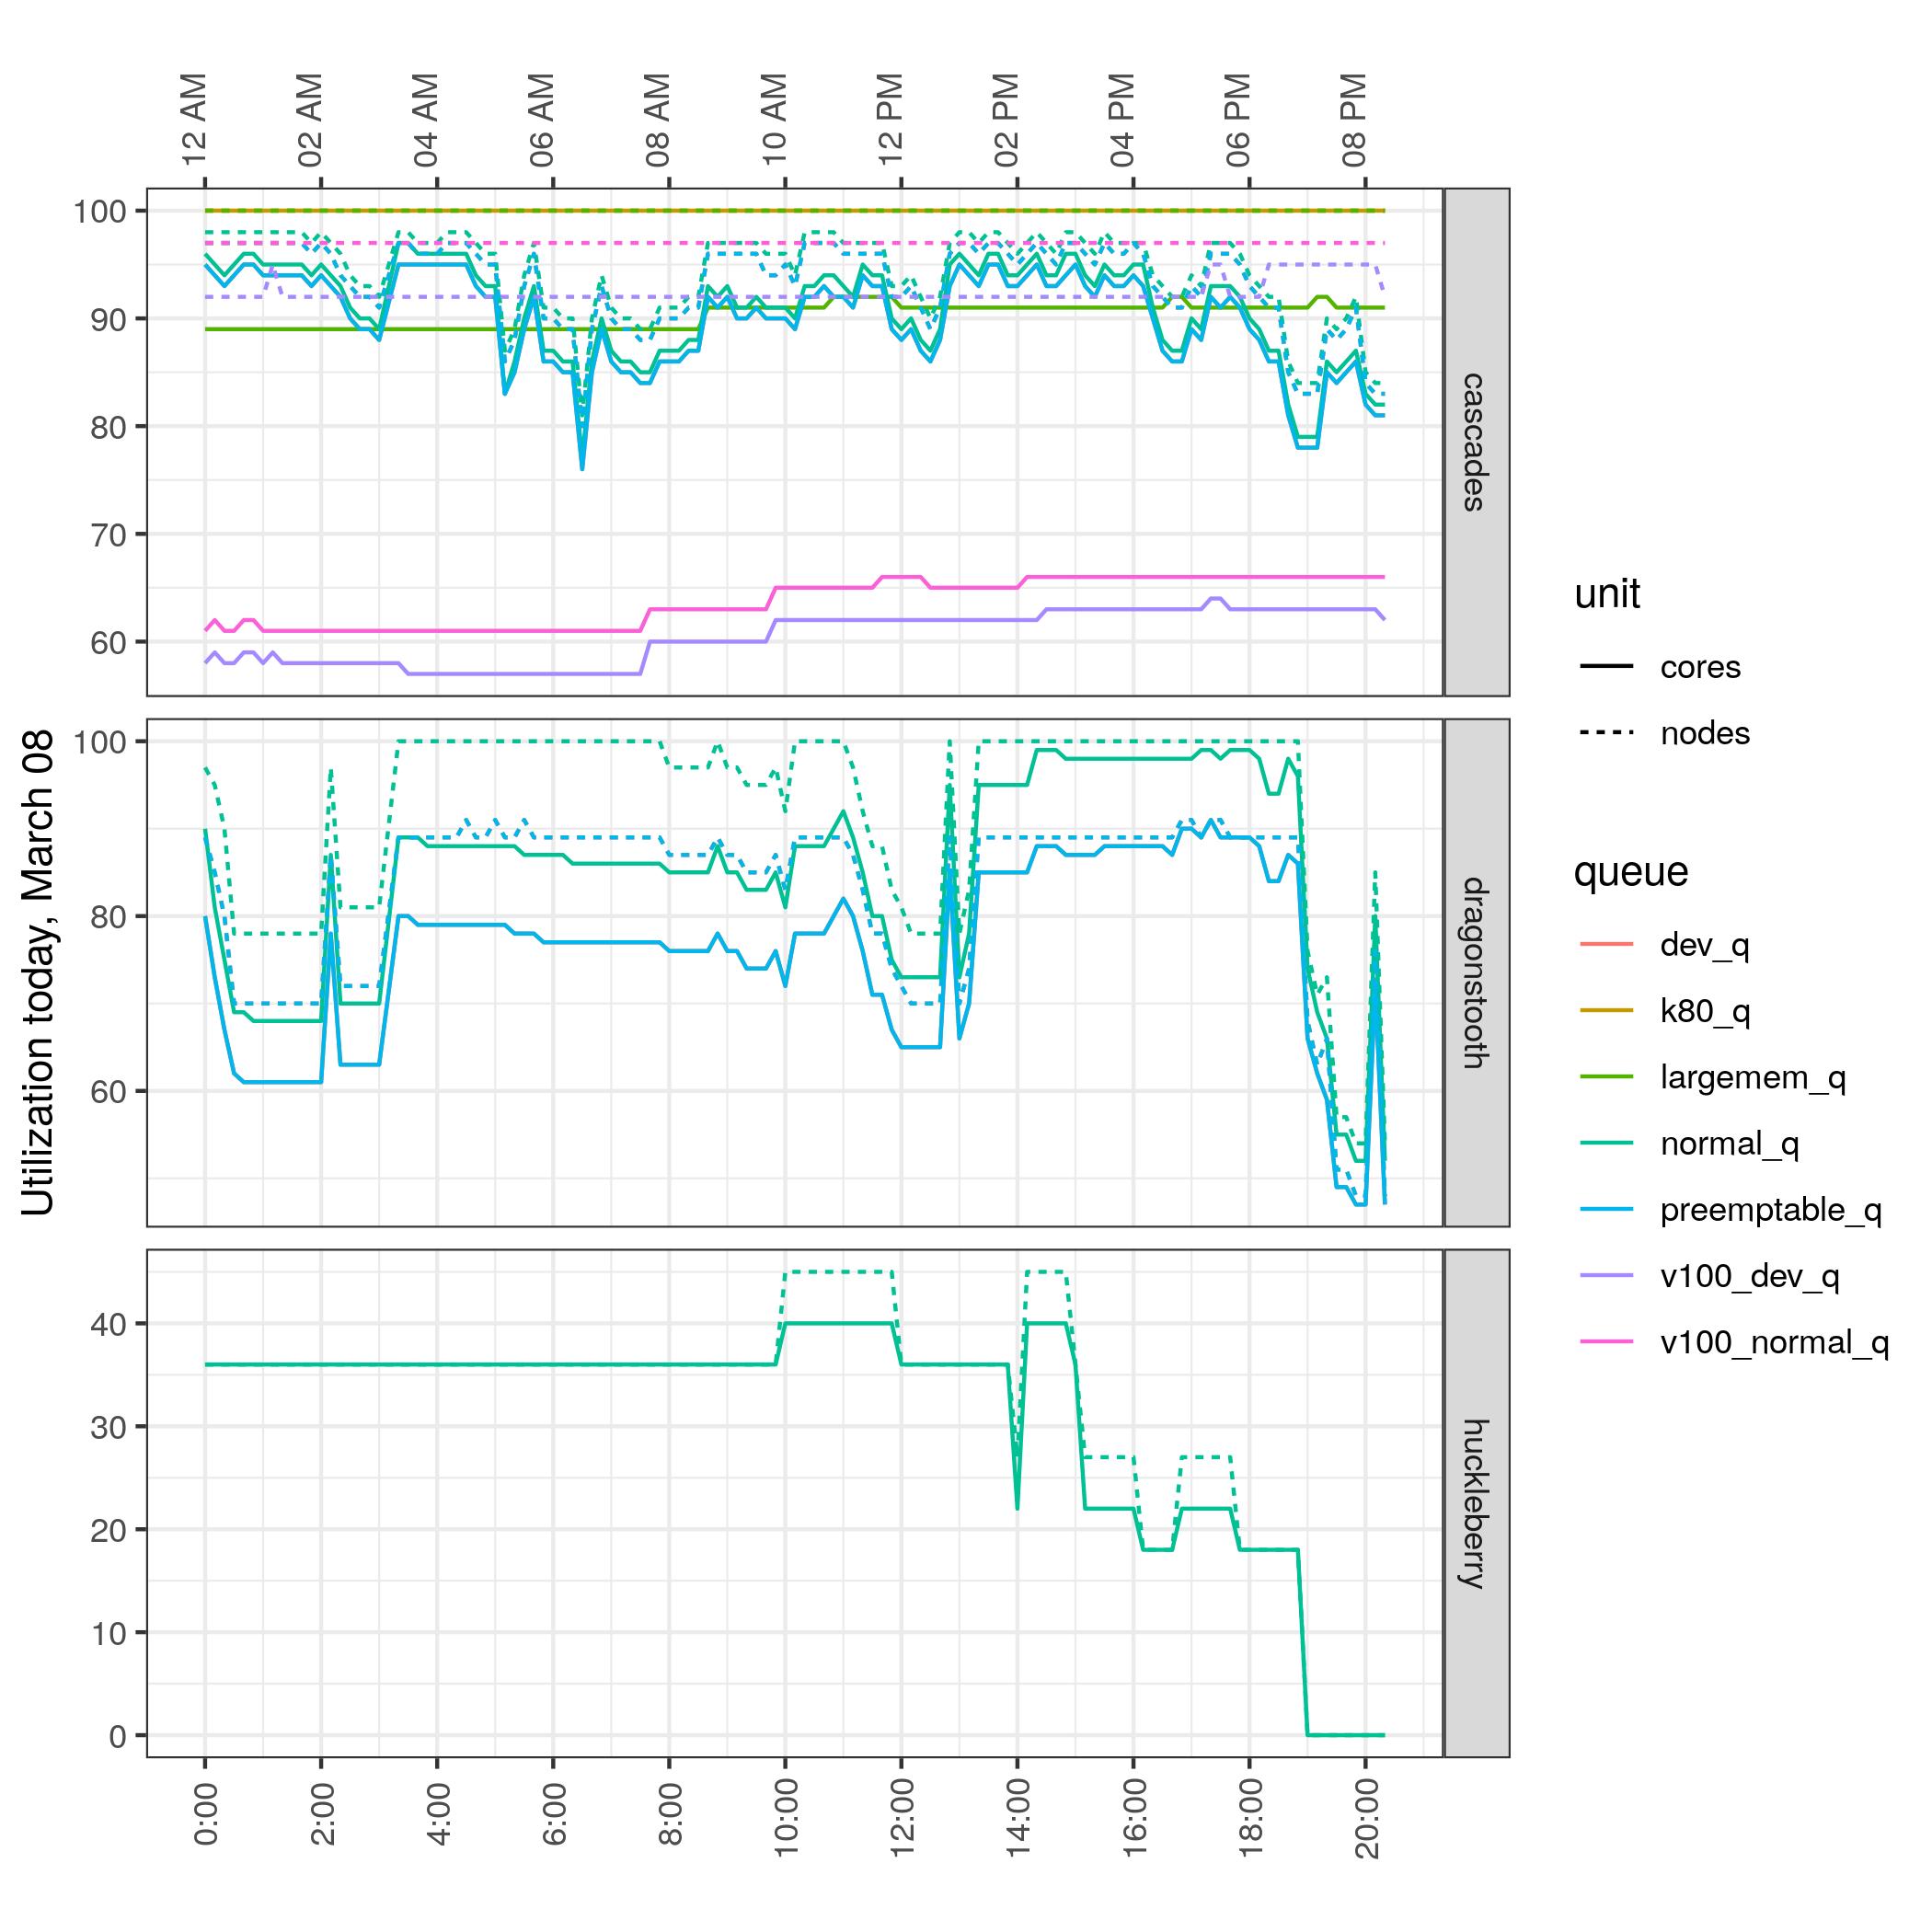 12 AM
02 AM
04 AM
06 AM
08 AM
10 AM
12 PM
02 PM
04 PM
06 PM
08 PM
Utilization today, March 08
100
90
80
70
60
cascades
100
80
60
dragonstooth
40
30
20
10
0
huckleberry
0:00
2:00
4:00
6:00
8:00
10:00
12:00
14:00
16:00
18:00
20:00
unit
cores
nodes
queue
dev_q
k80_q
largemem_q
normal_q
preemptable_q
v100_dev_q
v100_normal_q